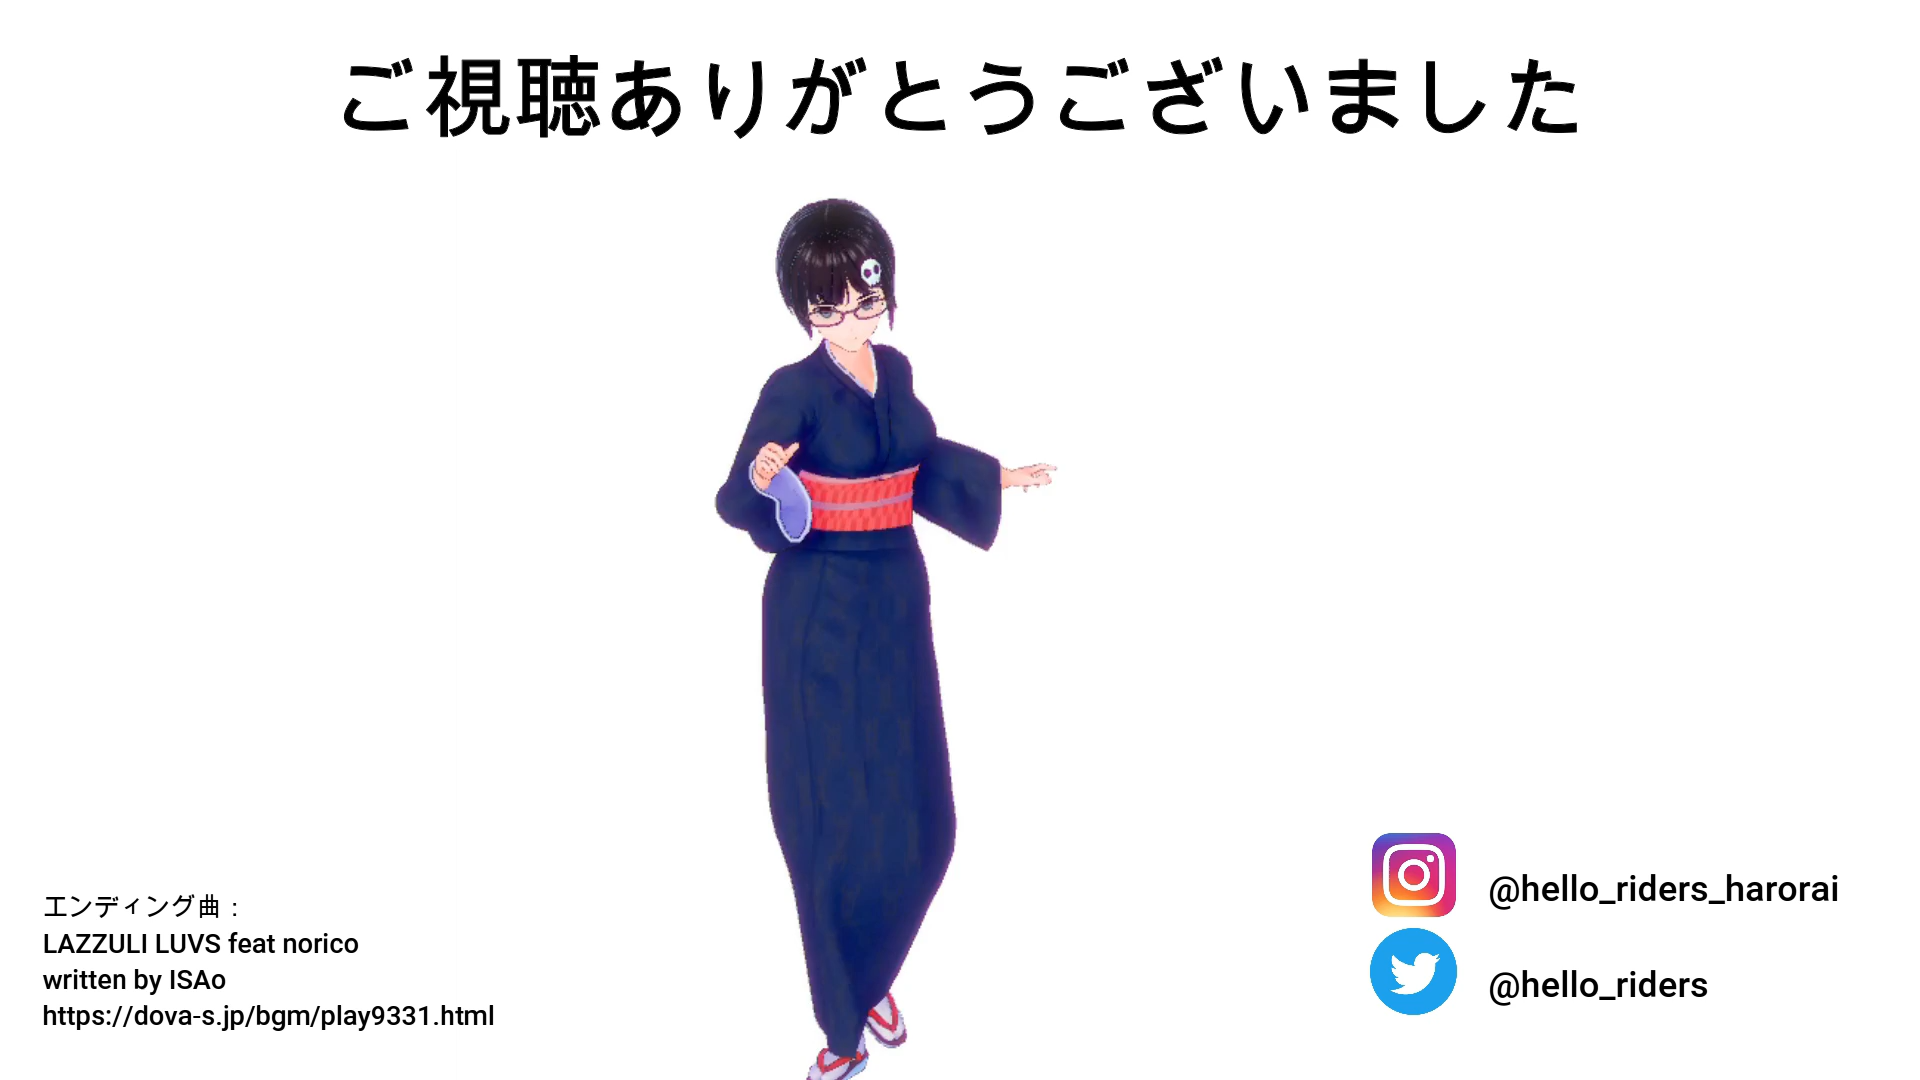 ご視聴ありがとうございました
エンディング曲：
LAZZULI LUVS feat norico
written by ISAo
https://dova-s.jp/bgm/play9331.html
@hello_riders_harorai
@hello_riders